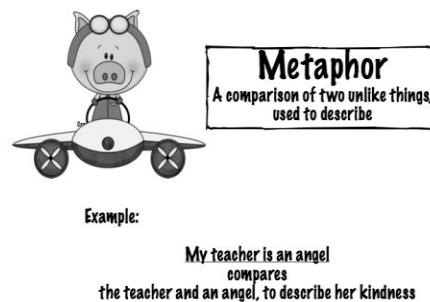 Metaphor
A comparison of two unlike things,
used to describe
Example:
My teacher is an angel
compares
the teacher and an angel, to describe her kindness